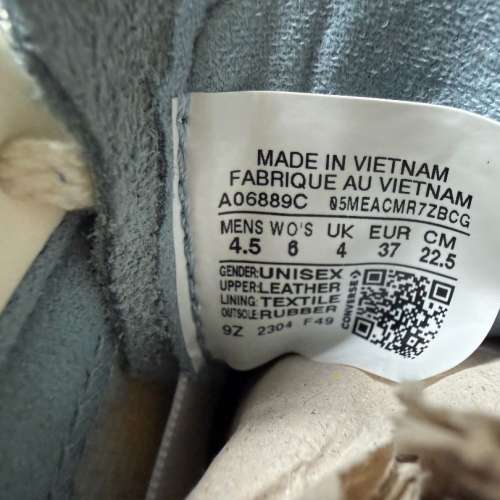 MADE IN VIETNAM
FABRIQUE AU VIETNAM
A06889C 05MEACMR7ZBCG
MENS WO'S UK EUR CM
4.5 6 4 37 22.5
GENDER:UNISEX
UPPER:LEATHER
LINING:TEXTILE
OUTSOLE:RUBBER
9Z 2304 F49
CONVERSE